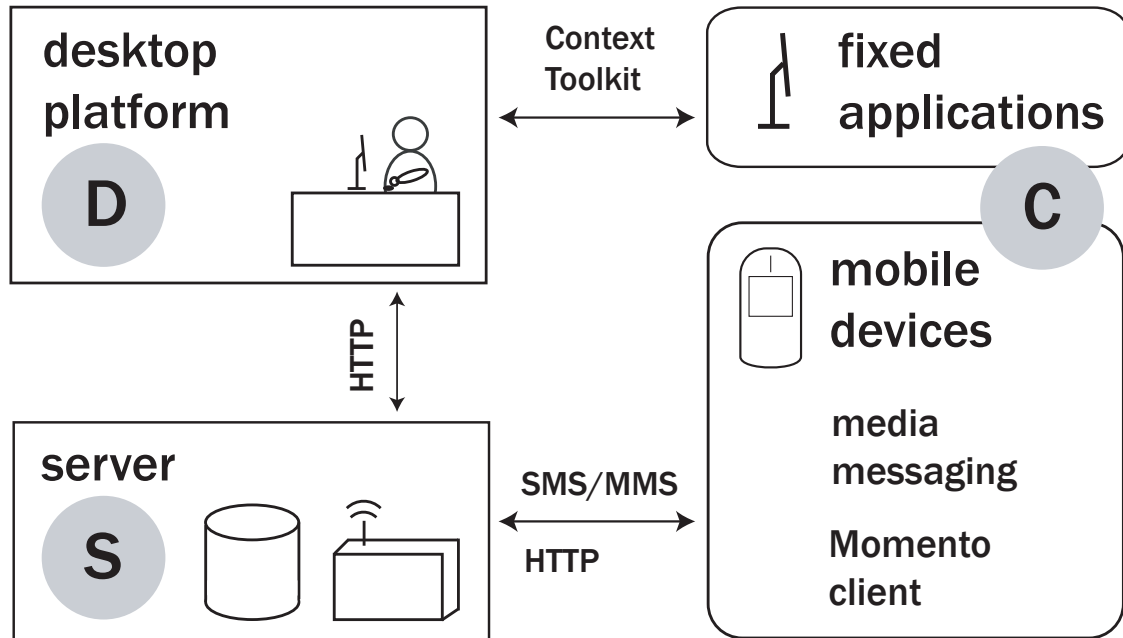 desktop
platform
D
Context
Toolkit
fixed
applications
C
mobile
devices
media
messaging
Momento
client
HTTP
server
S
SMS/MMS
HTTP